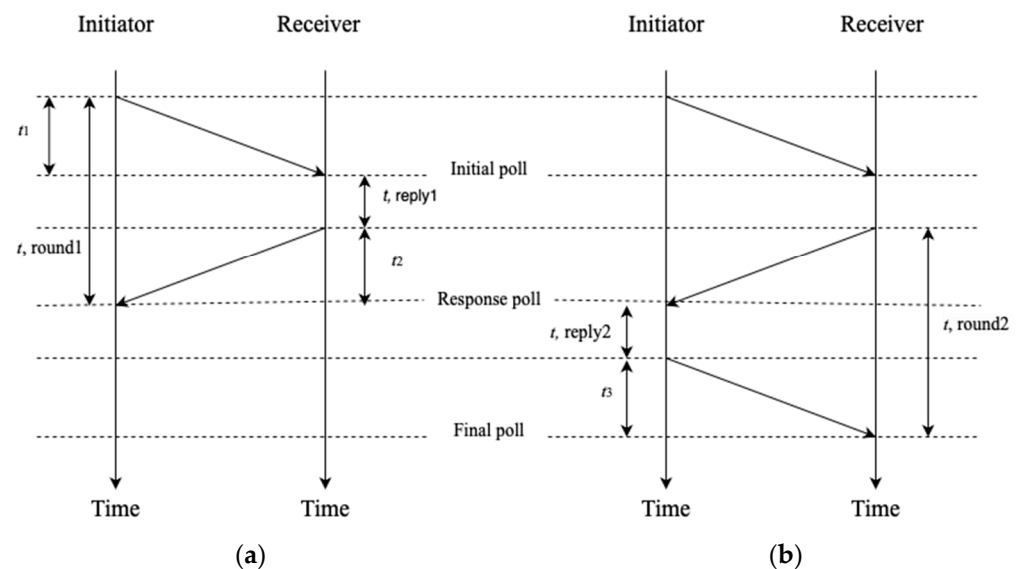 Initiator
Receiver
Initiator
Receiver
t1
Initial poll
t, reply1
t, round1
t2
Response poll
t, reply2
t, round2
t3
Final poll
Time
Time
Time
Time
(a)
(b)